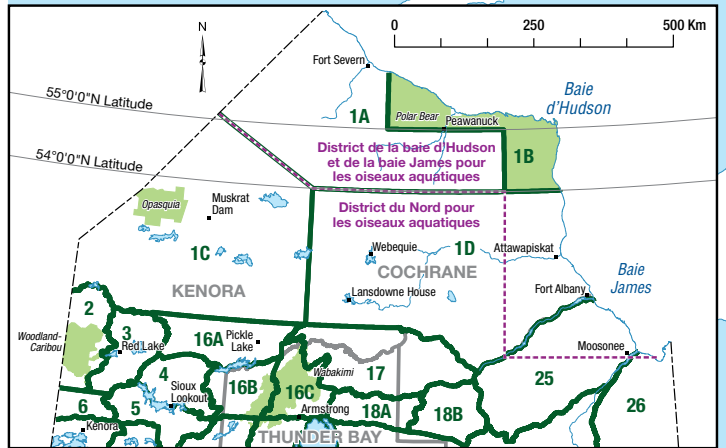 N
0 250 500 Km
Fort Severn
55°0'0"N Latitude
Baie
d'Hudson
1A
Polar Bear
Peawanuck
District de la baie d'Hudson
et de la baie James pour
les oiseaux aquatiques
1B
54°0'0"N Latitude
Opasquia
Muskrat
Dam
District du Nord pour
les oiseaux aquatiques
1C
Webequie
1D
Attawapiskat
COCHRANE
Baie
James
KENORA
Lansdowne House
Fort Albany
2
Woodland-
Caribou
3
Red Lake
16A
Pickle
Lake
Moosonee
4
Sioux
Lookout
16B
Wabakimi
16C
17
25
6
5
Armstrong
18A
18B
26
Kenora
THUNDER BAY